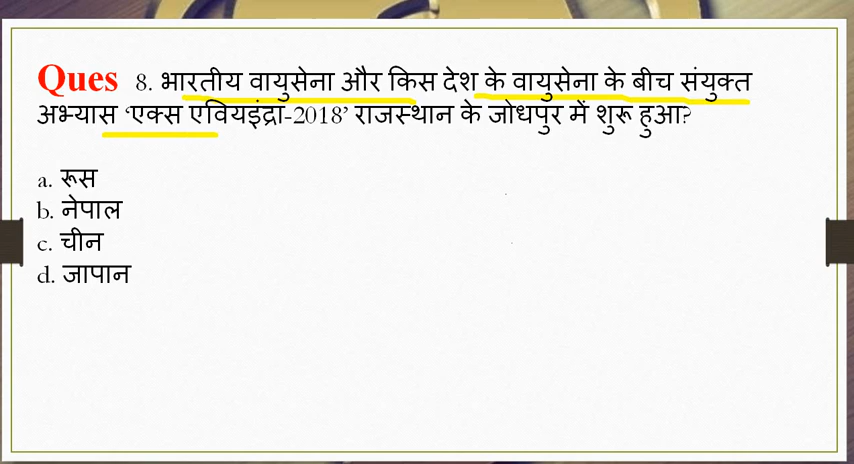 Ques 8. भारतीय वायुसेना और किस देश के वायुसेना के बीच संयुक्त
अभ्यास ‘एक्स एवियइंद्रा-2018’ राजस्थान के जोधपुर में शुरू हुआ?
a. रूस
b. नेपाल
c. चीन
d. जापान